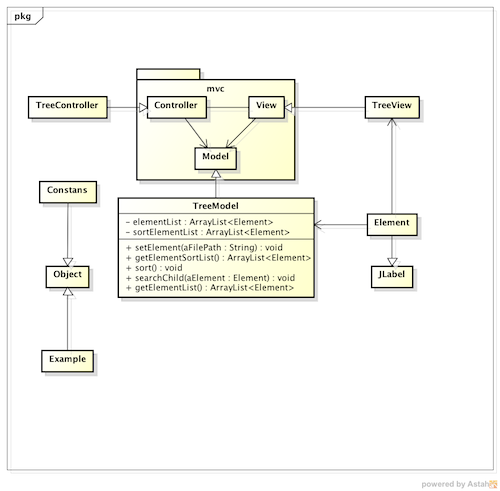 pkg
mvc
TreeController
Controller
View
TreeView
Model
Constans
TreeModel
- elementList : ArrayList<Element>
- sortElementList : ArrayList<Element>
+ setElement(aFilePath : String) : void
+ getElementSortList() : ArrayList<Element>
+ sort() : void
+ searchChild(aElement : Element) : void
+ getElementList() : ArrayList<Element>
Element
Object
JLabel
Example
powered by Astah